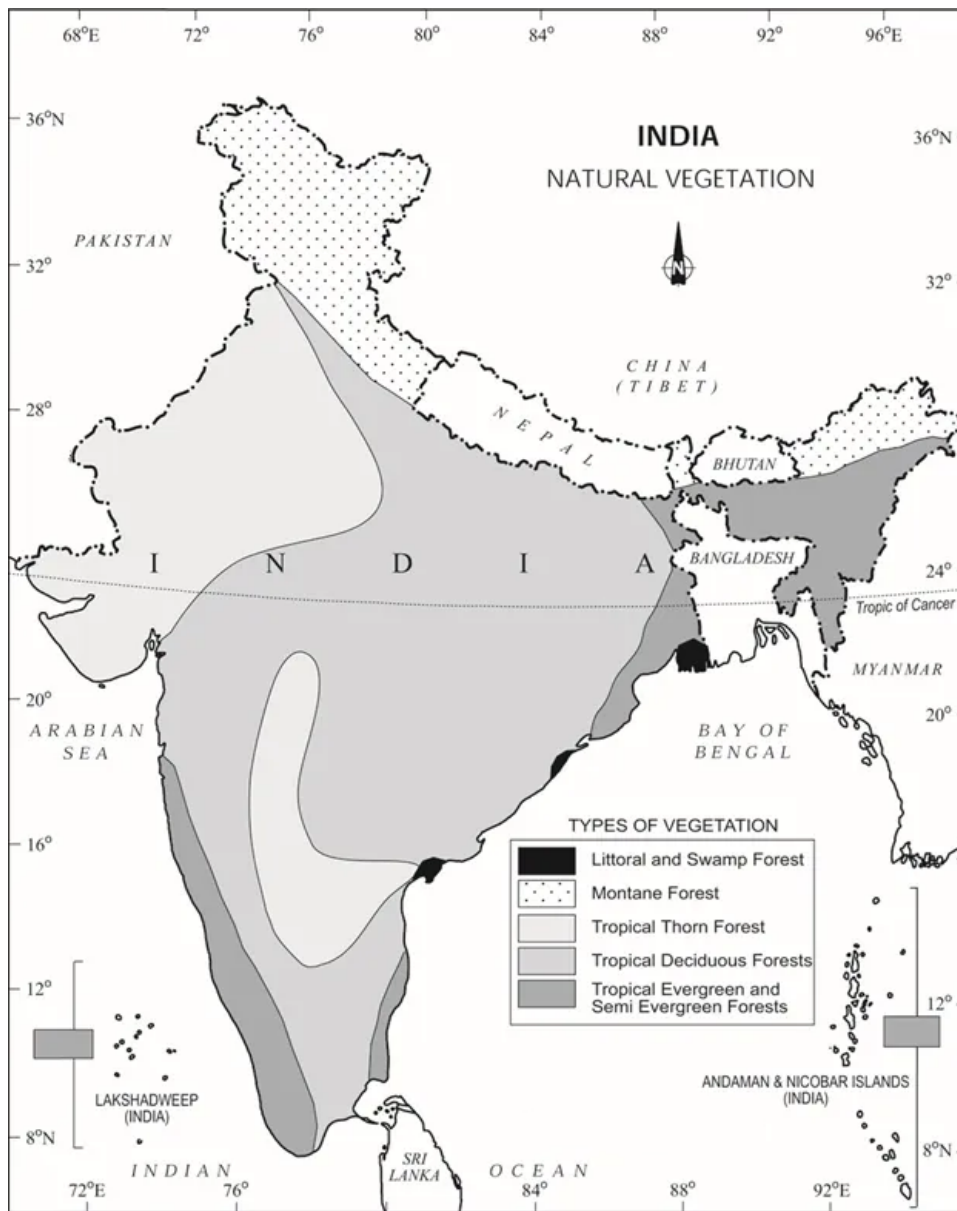 68°E 72° 76° 80° 84° 88° 92° 96°E
36°N
36°N
INDIA
NATURAL VEGETATION
PAKISTAN
N
32°
32°
CHINA
(TIBET)
28°
28°
NEPAL
BHUTAN
INDIA
BANGLADESH
24°
24°
Tropic of Cancer
MYANMAR
20°
20°
ARABIAN
SEA
BAY OF
BENGAL
16°
TYPES OF VEGETATION
Littoral and Swamp Forest
Montane Forest
Tropical Thorn Forest
Tropical Deciduous Forests
Tropical Evergreen and
Semi Evergreen Forests
12°
12°
LAKSHADWEEP
(INDIA)
ANDAMAN & NICOBAR ISLANDS
(INDIA)
8°N
8°N
INDIAN OCEAN
SRI
LANKA
72°E 76° 84° 88° 92°E